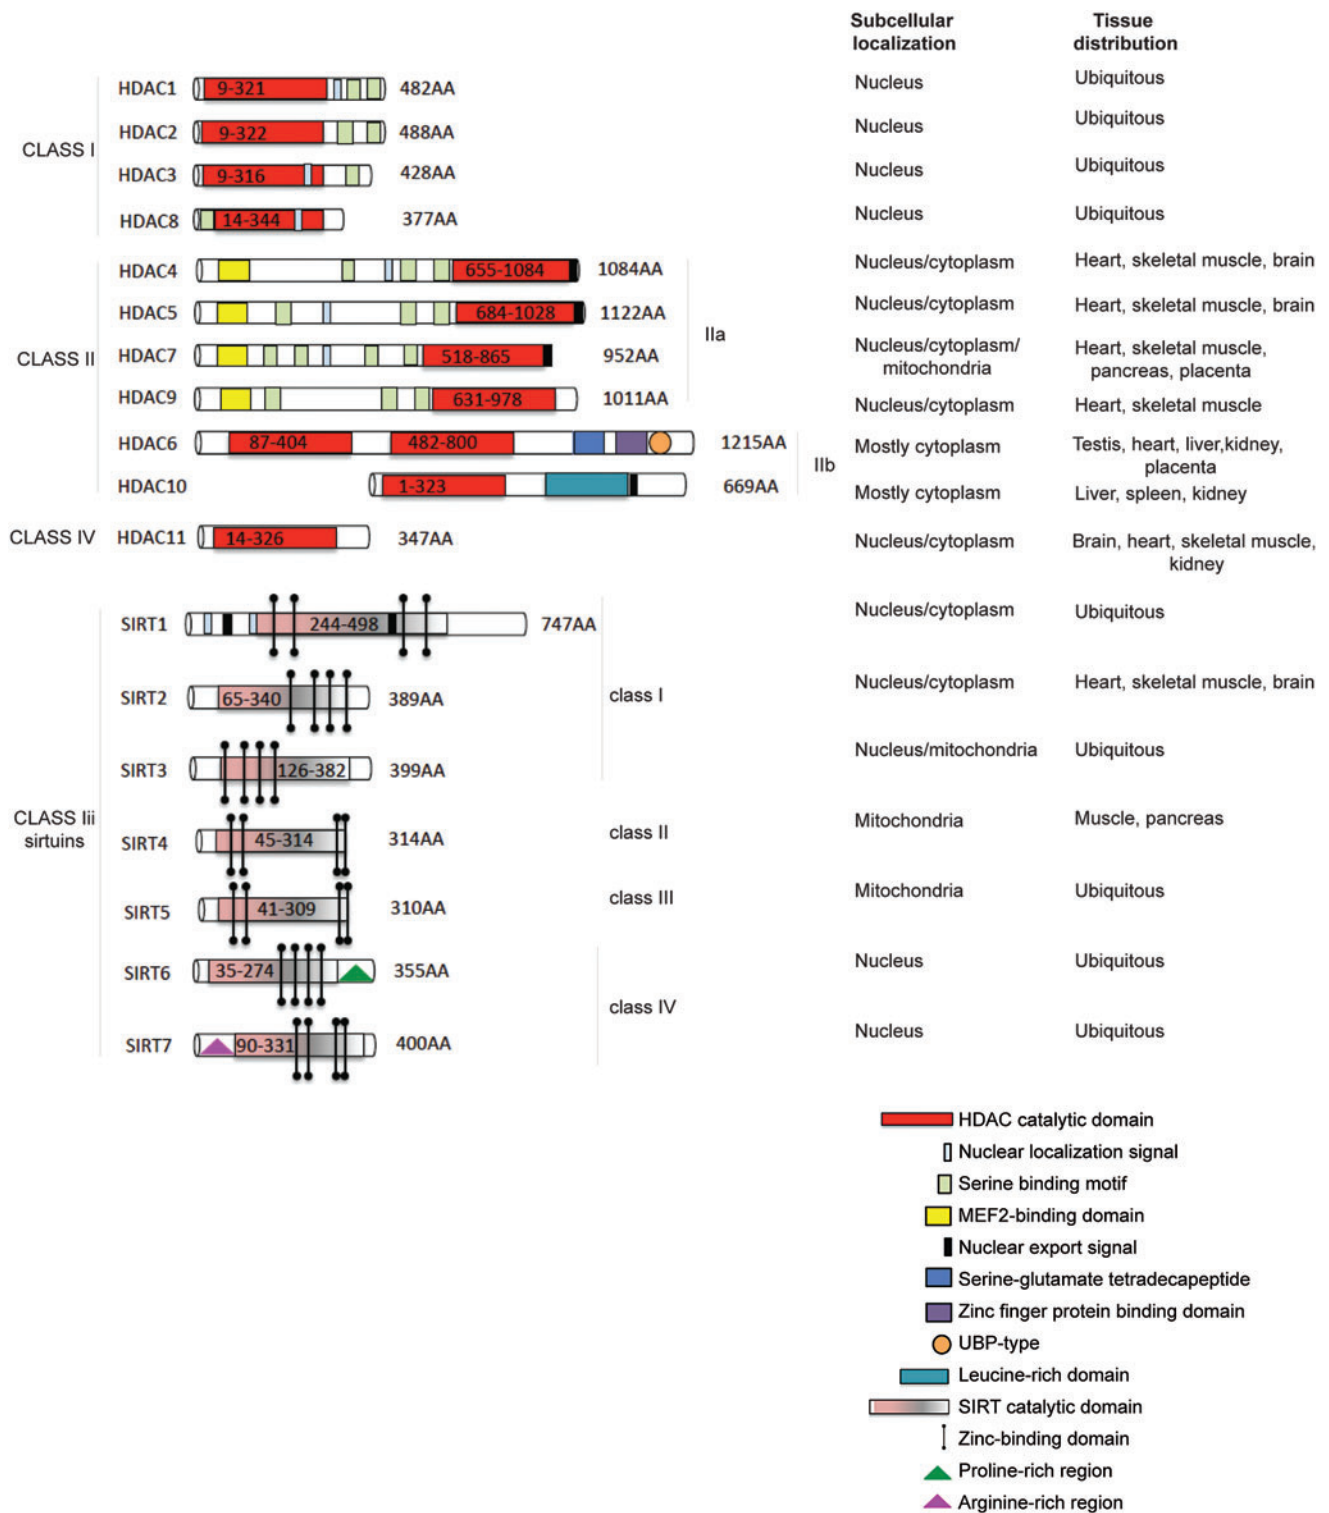 Subcellular localization
Tissue distribution
CLASS I
HDAC1 9-321 482AA Nucleus Ubiquitous
HDAC2 9-322 488AA Nucleus Ubiquitous
HDAC3 9-316 428AA Nucleus Ubiquitous
HDAC8 14-344 377AA Nucleus Ubiquitous
CLASS II
IIa
HDAC4 655-1084 1084AA Nucleus/cytoplasm Heart, skeletal muscle, brain
HDAC5 684-1028 1122AA Nucleus/cytoplasm Heart, skeletal muscle, brain
HDAC7 518-865 952AA Nucleus/cytoplasm/ mitochondria Heart, skeletal muscle, pancreas, placenta
HDAC9 631-978 1011AA Nucleus/cytoplasm Heart, skeletal muscle
IIb
HDAC6 87-404 482-800 1215AA Mostly cytoplasm Testis, heart, liver,kidney, placenta
HDAC10 1-323 669AA Mostly cytoplasm Liver, spleen, kidney
CLASS IV
HDAC11 14-326 347AA Nucleus/cytoplasm Brain, heart, skeletal muscle, kidney
CLASS Iii
sirtuins
class I
SIRT1 244-498 747AA Nucleus/cytoplasm Ubiquitous
SIRT2 65-340 389AA Nucleus/cytoplasm Heart, skeletal muscle, brain
SIRT3 126-382 399AA Nucleus/mitochondria Ubiquitous
SIRT4 45-314 314AA class II Mitochondria Muscle, pancreas
SIRT5 41-309 310AA class III Mitochondria Ubiquitous
class IV
SIRT6 35-274 355AA Nucleus Ubiquitous
SIRT7 90-331 400AA Nucleus Ubiquitous
HDAC catalytic domain
Nuclear localization signal
Serine binding motif
MEF2-binding domain
Nuclear export signal
Serine-glutamate tetradecapeptide
Zinc finger protein binding domain
UBP-type
Leucine-rich domain
SIRT catalytic domain
Zinc-binding domain
Proline-rich region
Arginine-rich region